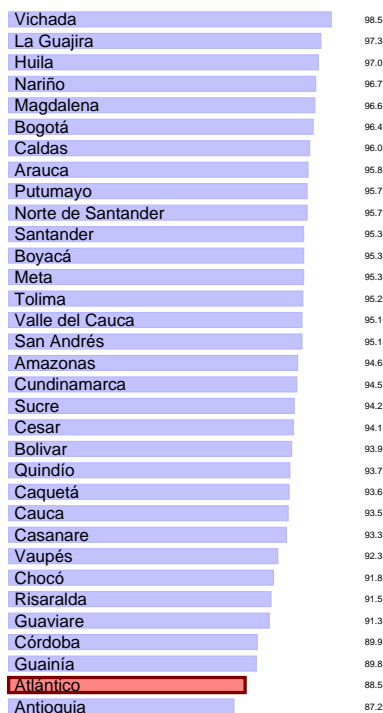 Vichada 98.5
La Guajira 97.3
Huila 97.0
Nariño 96.7
Magdalena 96.6
Bogotá 96.4
Caldas 96.0
Arauca 95.8
Putumayo 95.7
Norte de Santander 95.7
Santander 95.3
Boyacá 95.3
Meta 95.3
Tolima 95.2
Valle del Cauca 95.1
San Andrés 95.1
Amazonas 94.6
Cundinamarca 94.5
Sucre 94.2
Cesar 94.1
Bolivar 93.9
Quindío 93.7
Caquetá 93.6
Cauca 93.5
Casanare 93.3
Vaupés 92.3
Chocó 91.8
Risaralda 91.5
Guaviare 91.3
Córdoba 89.9
Guainía 89.8
Atlántico 88.5
Antioquia 87.2